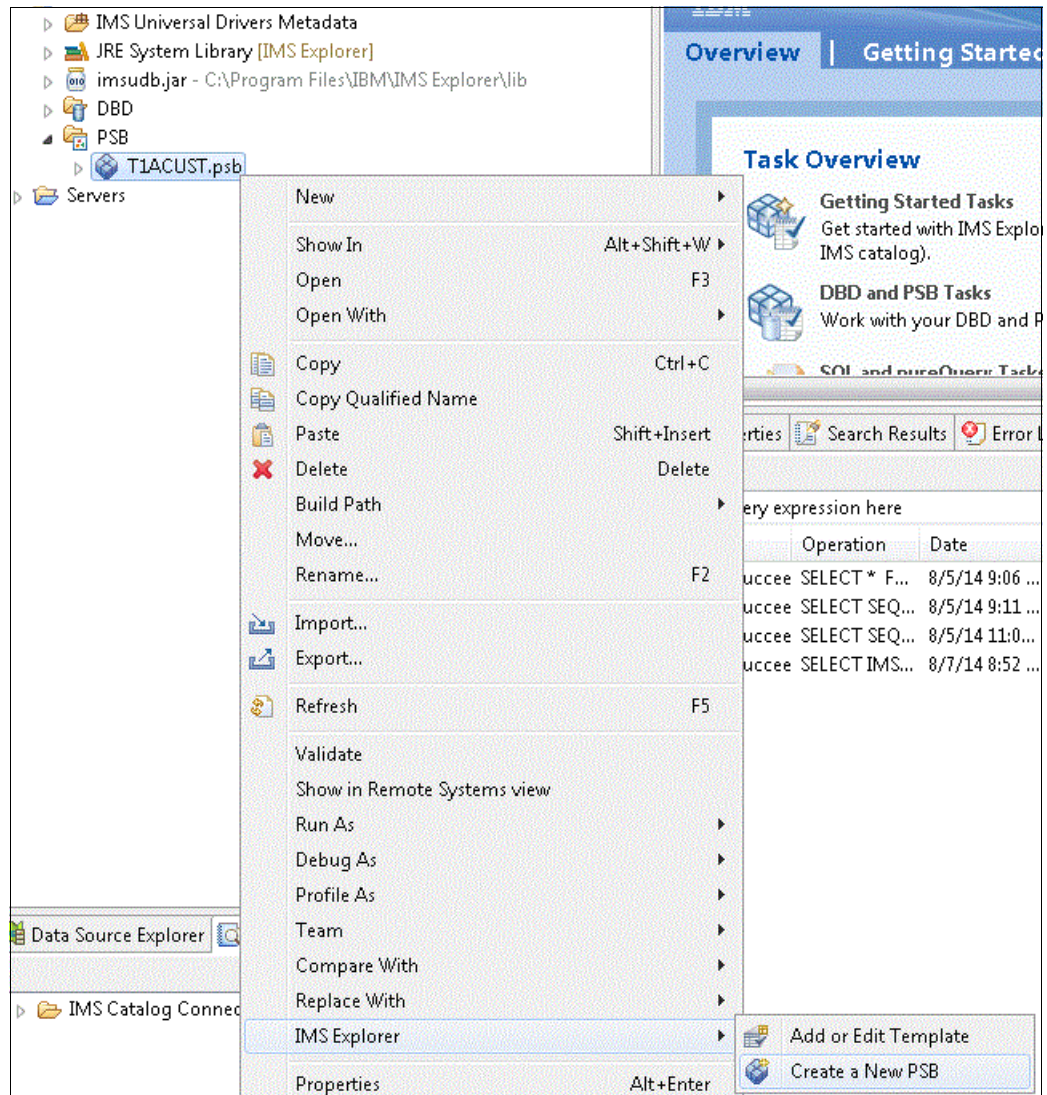 IMS Universal Drivers Metadata
JRE System Library [IMS Explorer]
imsudb.jar - C:\Program Files\IBM\IMS Explorer\lib
DBD
PSB
T1ACUST.psb
Servers
Overview | Getting Started
Task Overview
Getting Started Tasks
Get started with IMS Explo
IMS catalog).
DBD and PSB Tasks
Work with your DBD and P
SQL and pureQuery Task
New
Show In Alt+Shift+W
Open F3
Open With
Copy Ctrl+C
Copy Qualified Name
Paste Shift+Insert
Delete Delete
Build Path
Move...
Rename... F2
Import...
Export...
Refresh F5
Validate
Show in Remote Systems view
Run As
Debug As
Profile As
Team
Compare With
Replace With
IMS Explorer
Properties Alt+Enter
Add or Edit Template
Create a New PSB
erties Search Results Error L
ery expression here
Operation Date
uccee SELECT * F... 8/5/14 9:06 ...
uccee SELECT SEQ... 8/5/14 9:11 ...
uccee SELECT SEQ... 8/5/14 11:0...
uccee SELECT IMS... 8/7/14 8:52 ...
Data Source Explorer
IMS Catalog Connec